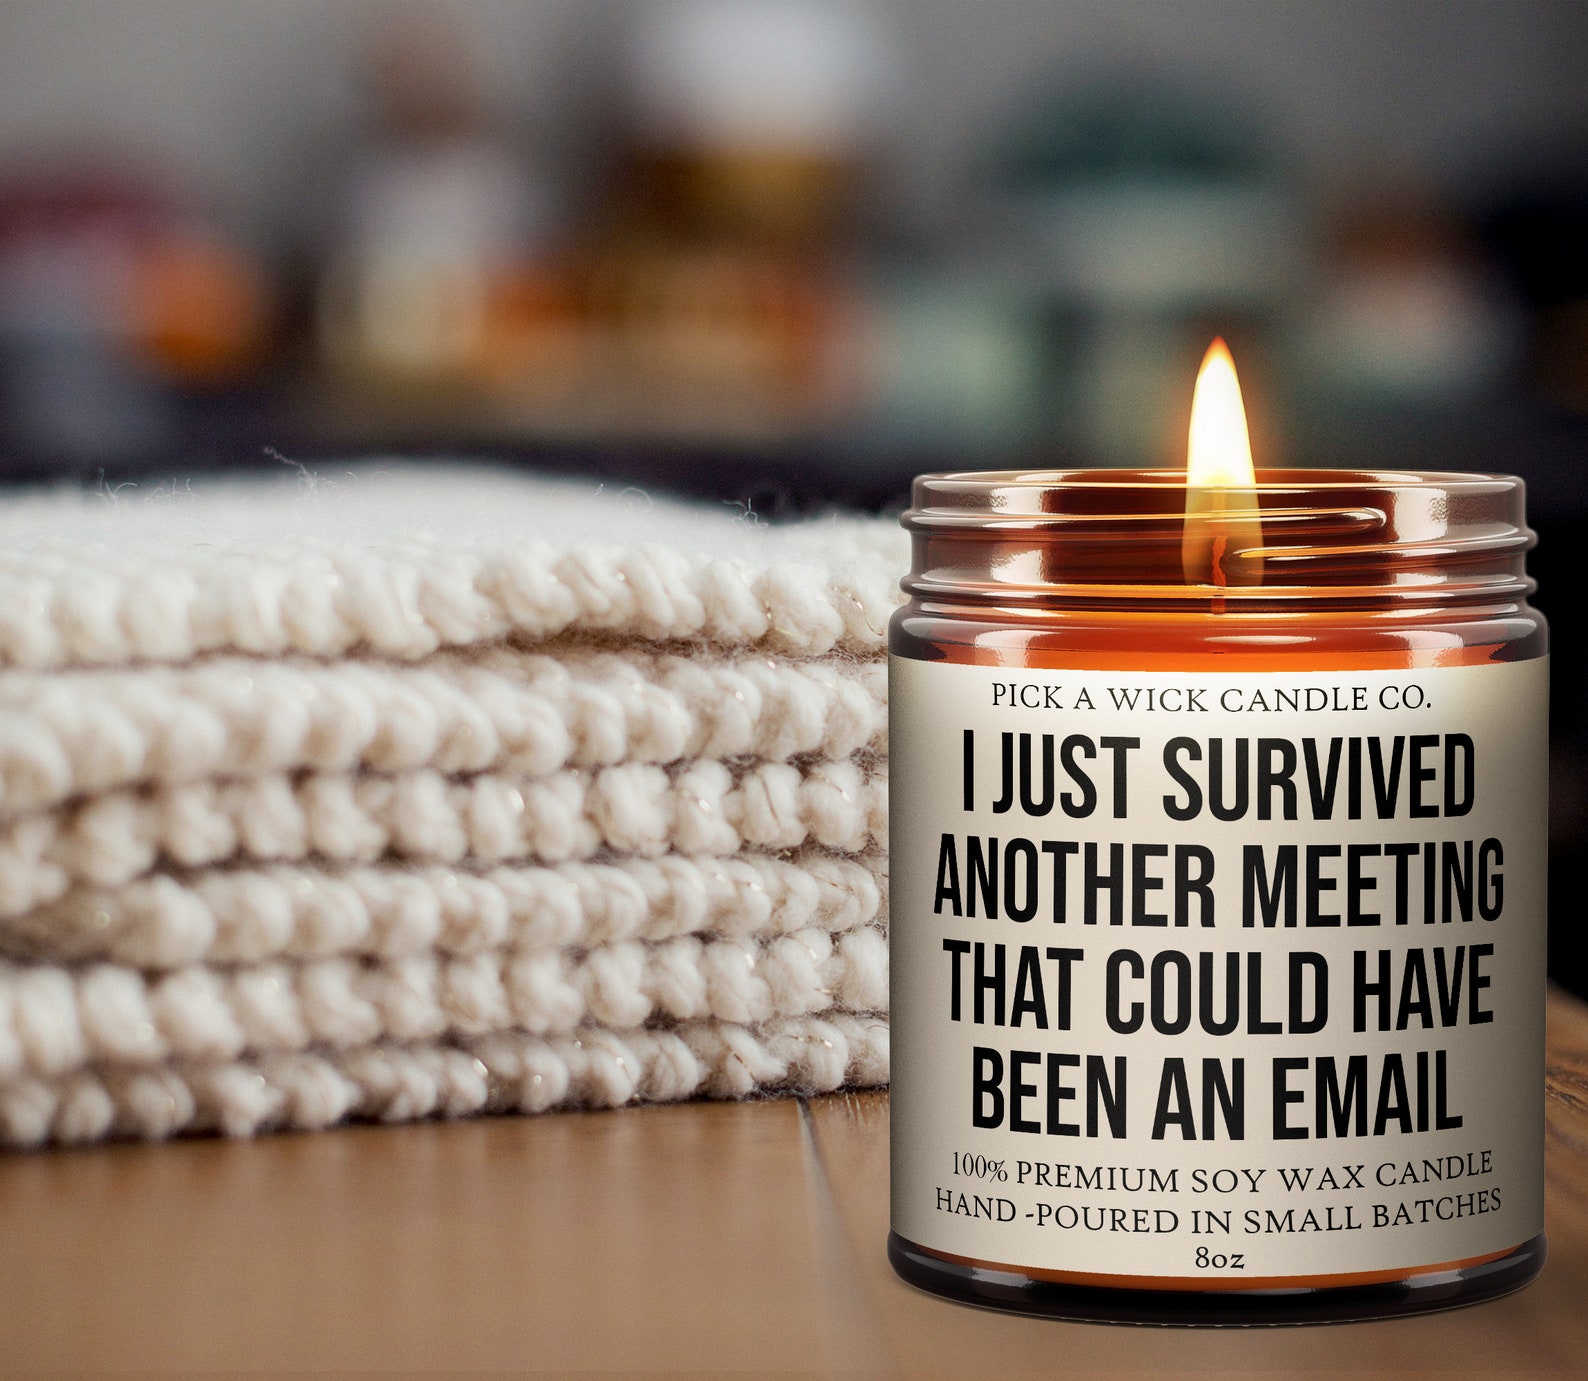 PICK A WICK CANDLE CO.
I JUST SURVIVED
ANOTHER MEETING
THAT COULD HAVE
BEEN AN EMAIL
100% PREMIUM SOY WAX CANDLE
HAND -POURED IN SMALL BATCHES
8oz